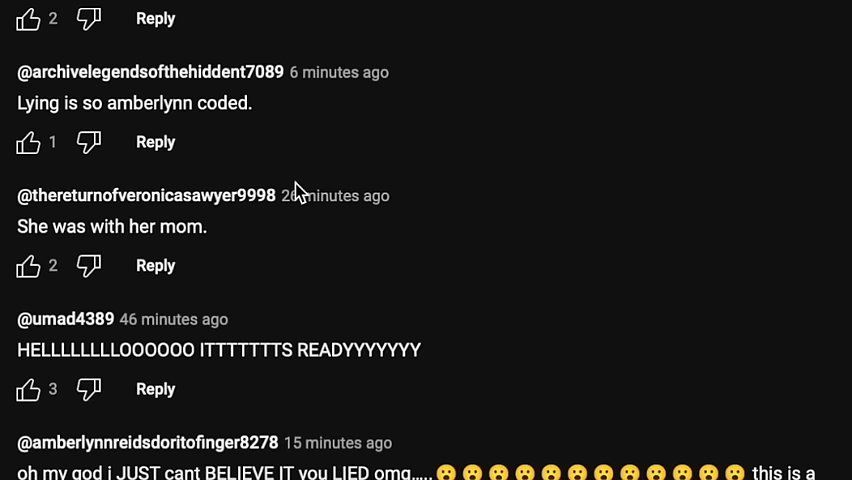 2 Reply
@archivelegendsofthehiddent7089 6 minutes ago
Lying is so amberlynn coded.
1 Reply
@thereturnofveronicasawyer9998 26 minutes ago
She was with her mom.
2 Reply
@umad4389 46 minutes ago
HELLLLLLLLOOOOOO ITTTTTTTS READYYYYYYY
3 Reply
@amberlynnreidsdoritofinger8278 15 minutes ago
oh my god i JUST cant BELIEVE IT you LIED omg..... 😮😮😮😮😮😮😮😮😮😮😮😮 this is a